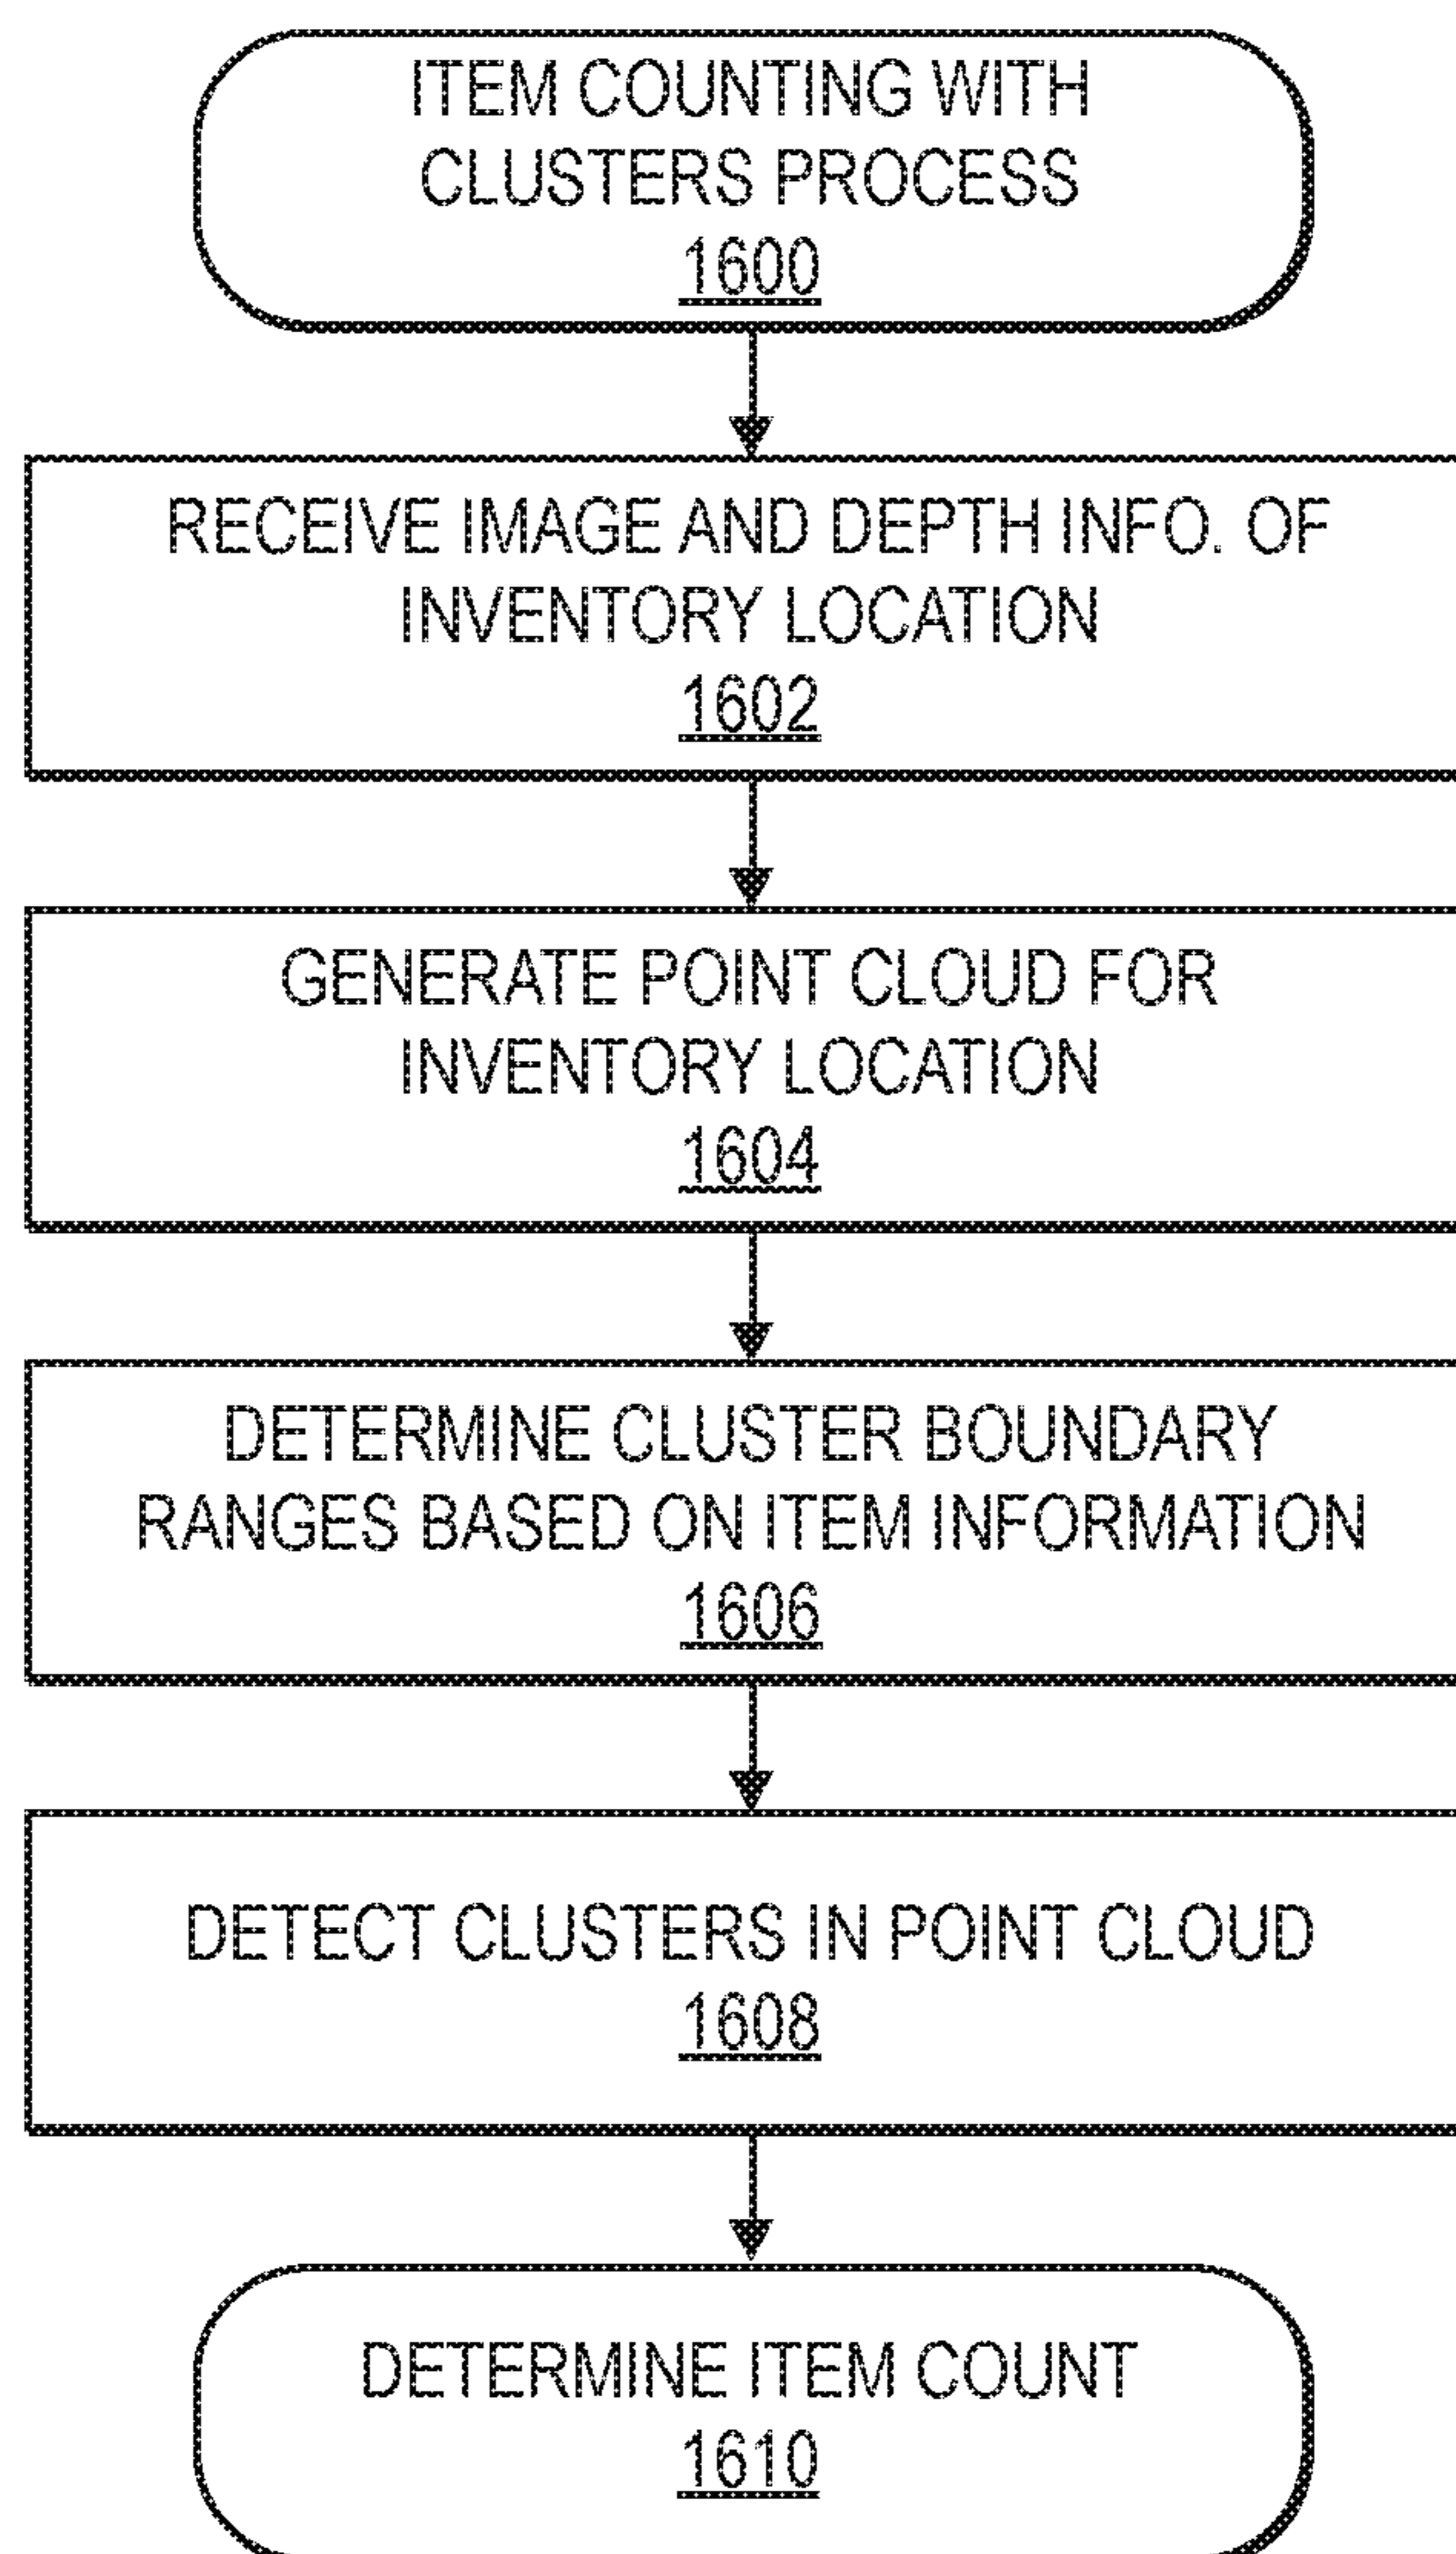 ITEM COUNTING WITH
CLUSTERS PROCESS
1600
RECEIVE IMAGE AND DEPTH INFO. OF
INVENTORY LOCATION
1602
GENERATE POINT CLOUD FOR
INVENTORY LOCATION
1604
DETERMINE CLUSTER BOUNDARY
RANGES BASED ON ITEM INFORMATION
1606
DETECT CLUSTERS IN POINT CLOUD
1608
DETERMINE ITEM COUNT
1610